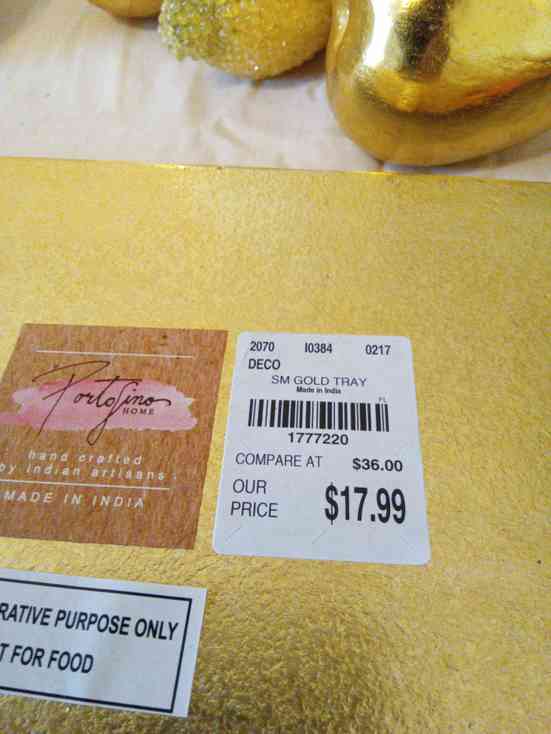 Portofino
HOME
hand crafted
by indian artisans
MADE IN INDIA
2070 I0384 0217
DECO
SM GOLD TRAY
Made in India
FL
1777220
COMPARE AT $36.00
OUR
PRICE $17.99
RATIVE PURPOSE ONLY
T FOR FOOD